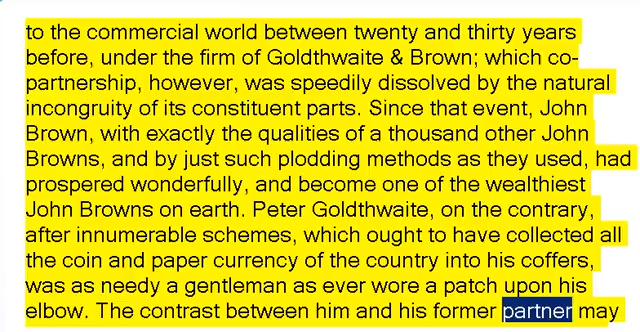 to the commercial world between twenty and thirty years
before, under the firm of Goldthwaite & Brown; which co-
partnership, however, was speedily dissolved by the natural
incongruity of its constituent parts. Since that event, John
Brown, with exactly the qualities of a thousand other John
Browns, and by just such plodding methods as they used, had
prospered wonderfully, and become one of the wealthiest
John Browns on earth. Peter Goldthwaite, on the contrary,
after innumerable schemes, which ought to have collected all
the coin and paper currency of the country into his coffers,
was as needy a gentleman as ever wore a patch upon his
elbow. The contrast between him and his former partner may